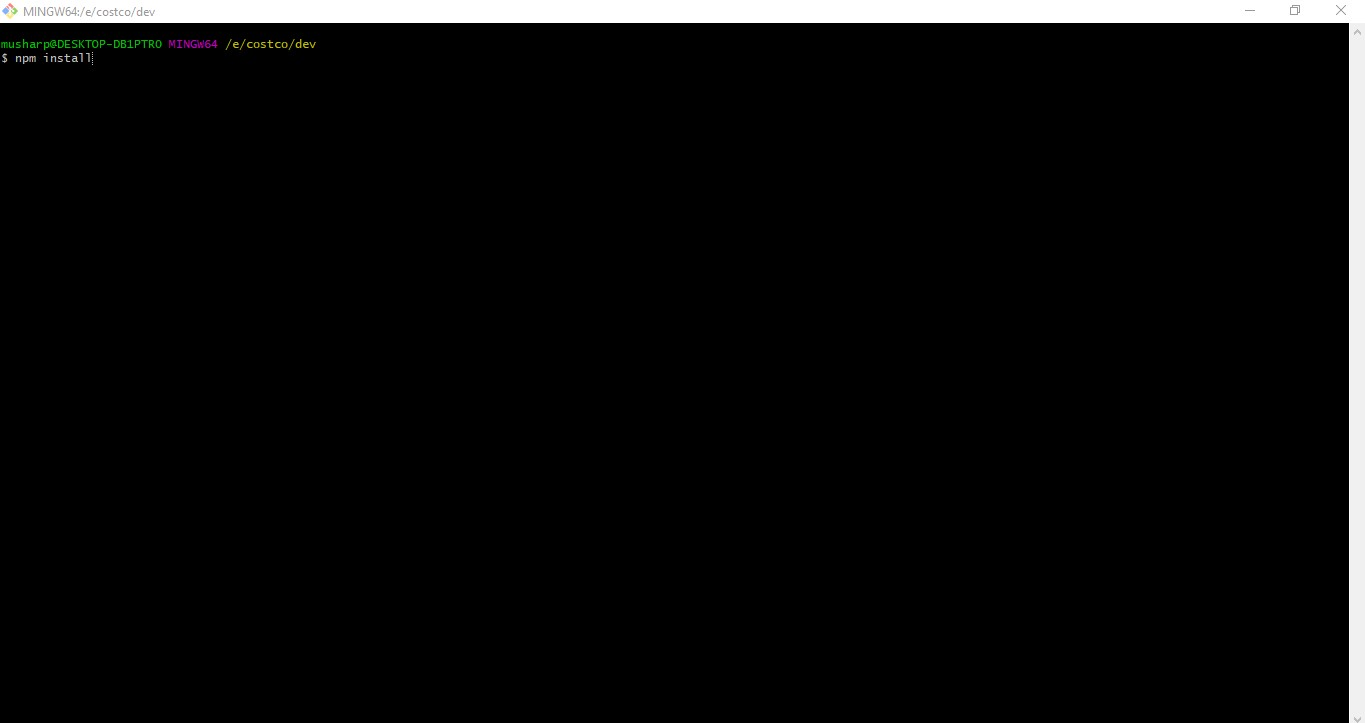 MINGW64:/e/costco/dev
musharp@DESKTOP-DB1PTRO MINGW64 /e/costco/dev
$ npm install